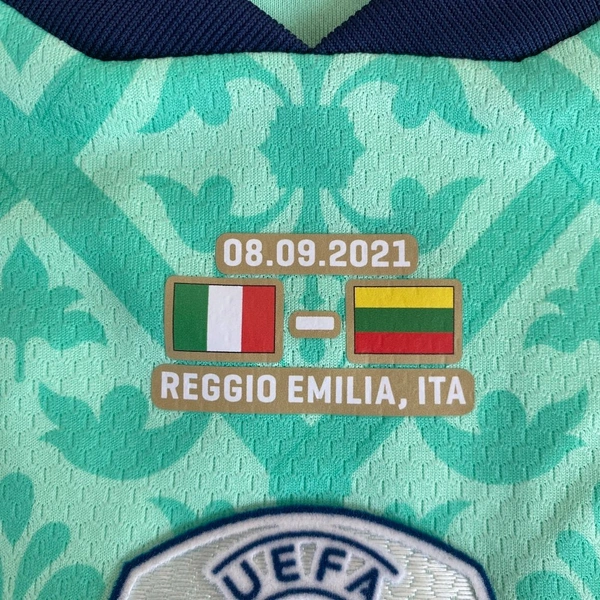 08.09.2021
REGGIO EMILIA, ITA
UEFA